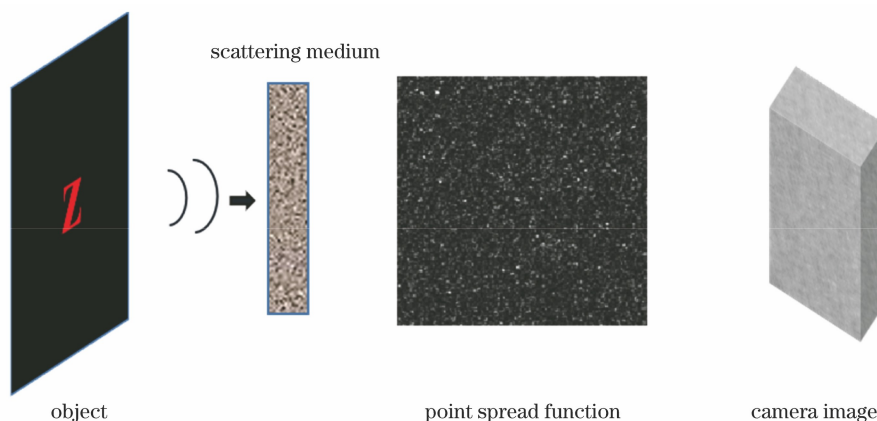 scattering medium
Z
object
point spread function
camera image